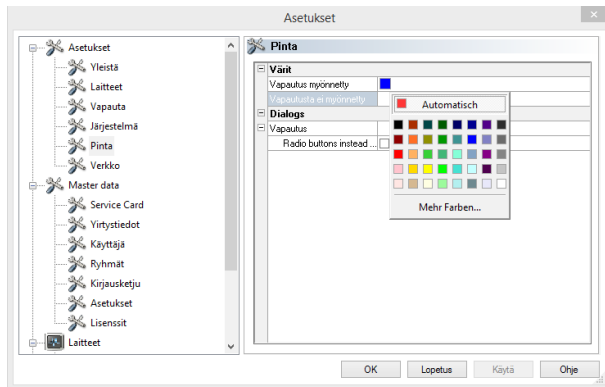 Asetukset
Asetukset
Yleistä
Laitteet
Vapauta
Järjestelmä
Pinta
Verkko
Master data
Service Card
Yirtystiedot
Käyttäjä
Ryhmät
Kirjausketju
Asetukset
Lisenssit
Laitteet
Pinta
Värit
Vapautus myönnetty
Vapautusta ei myönnetty
Dialogs
Vapautus
Radio buttons instead ...
Automatisch
Mehr Farben...
OK
Lopetus
Käytä
Ohje